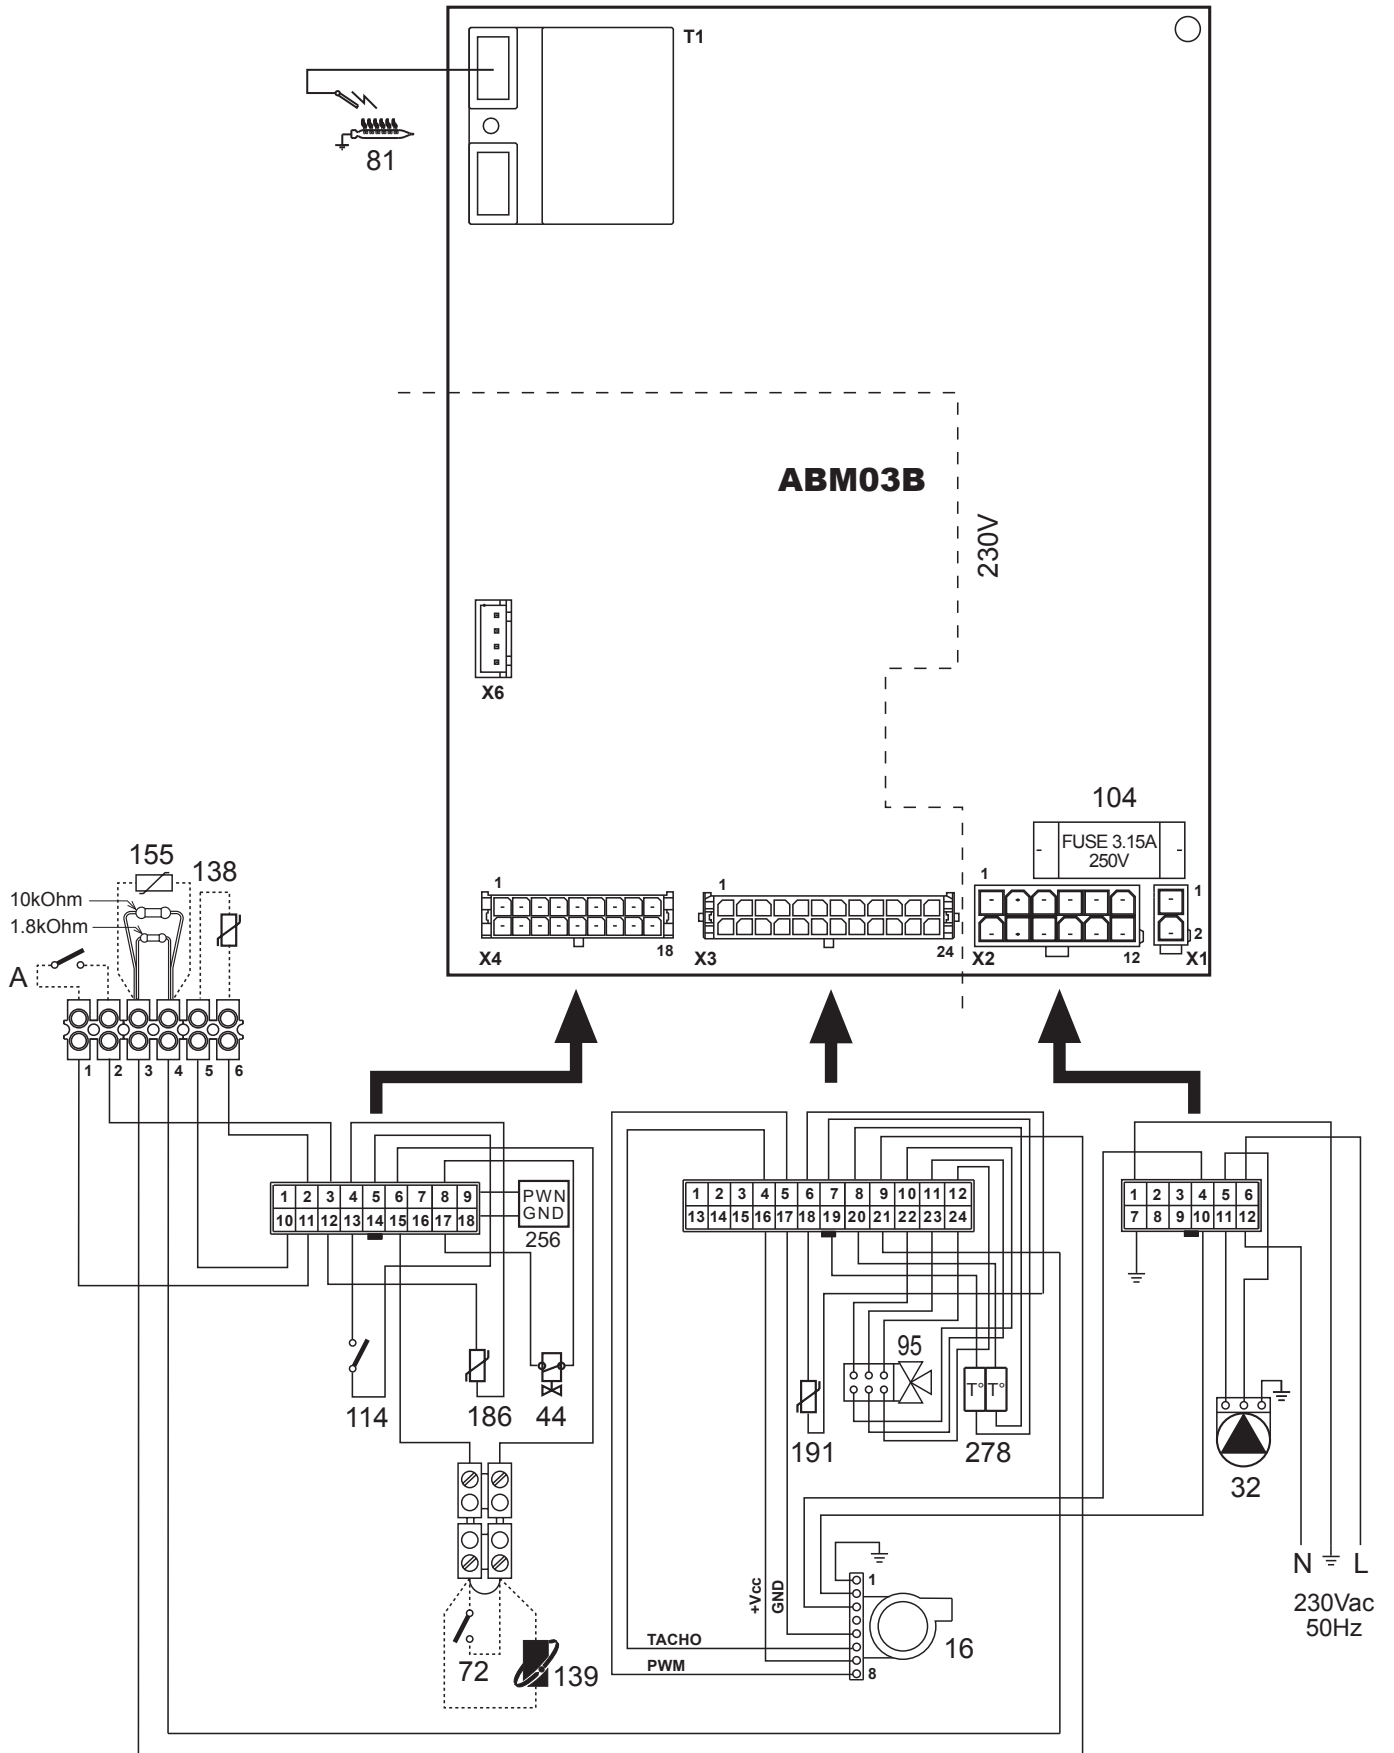 T1
81
ABM03B
230V
X6
104
FUSE 3.15A
250V
1
18
X4
1
24
X3
1
12
X2
1
2
X1
155
138
10kOhm
1.8kOhm
A
1 2 3 4 5 6
1 2 3 4 5 6 7 8 9
10 11 12 13 14 15 16 17 18
PWN
GND
256
1 2 3 4 5 6 7 8 9 10 11 12
13 14 15 16 17 18 19 20 21 22 23 24
1 2 3 4 5 6
7 8 9 10 11 12
114
186
44
191
95
T° T°
278
32
72
139
+Vcc
GND
TACHO
PWM
1
8
16
N L
230Vac
50Hz